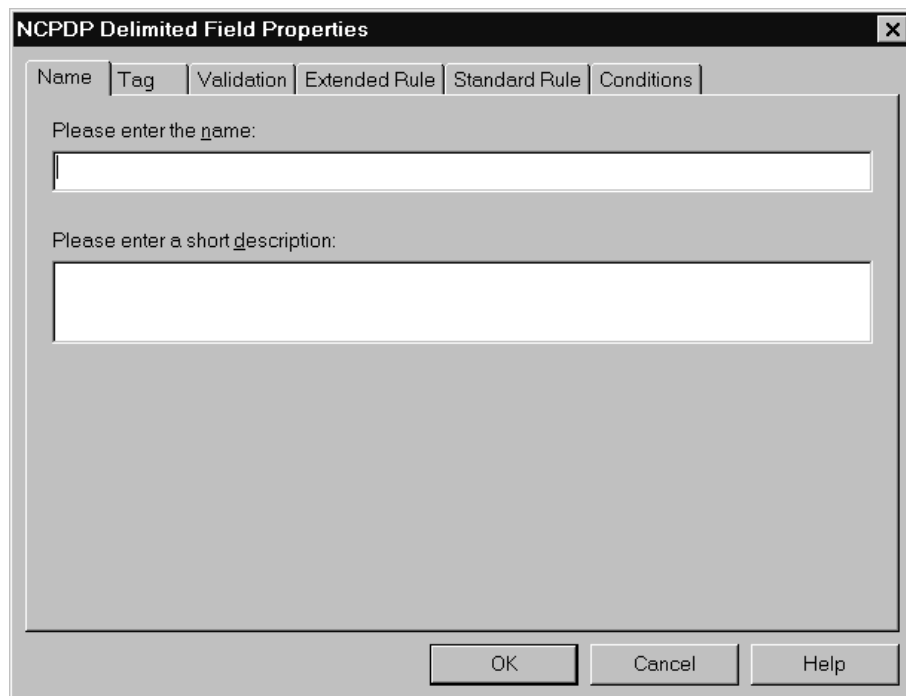 NCPDP Delimited Field Properties
Name Tag Validation Extended Rule Standard Rule Conditions
Please enter the name:
Please enter a short description:
OK Cancel Help